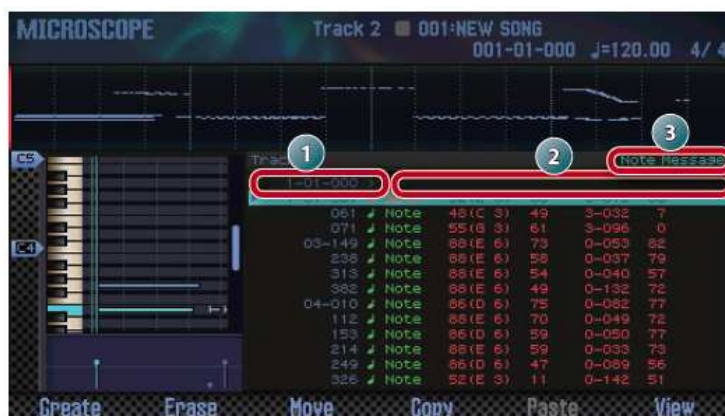 MICROSCOPE Track 2 001:NEW SONG
001-01-000 ♩=120.00 4/4
1 2 3
C5 Trac Note Message
1-01-000
061 ♪ Note 48(C 3) 49 3-032 7
071 ♪ Note 55(G 3) 61 3-096 0
C4 03-149 ♪ Note 88(E 6) 73 0-053 82
238 ♪ Note 88(E 6) 58 0-037 79
313 ♪ Note 88(E 6) 54 0-040 57
382 ♪ Note 88(E 6) 49 0-132 72
04-010 ♪ Note 86(D 6) 75 0-082 77
112 ♪ Note 88(E 6) 70 0-049 72
153 ♪ Note 86(D 6) 59 0-050 77
214 ♪ Note 88(E 6) 59 0-033 73
249 ♪ Note 86(D 6) 47 0-089 56
326 ♪ Note 52(E 3) 11 0-142 51
Create Erase Move Copy Paste View